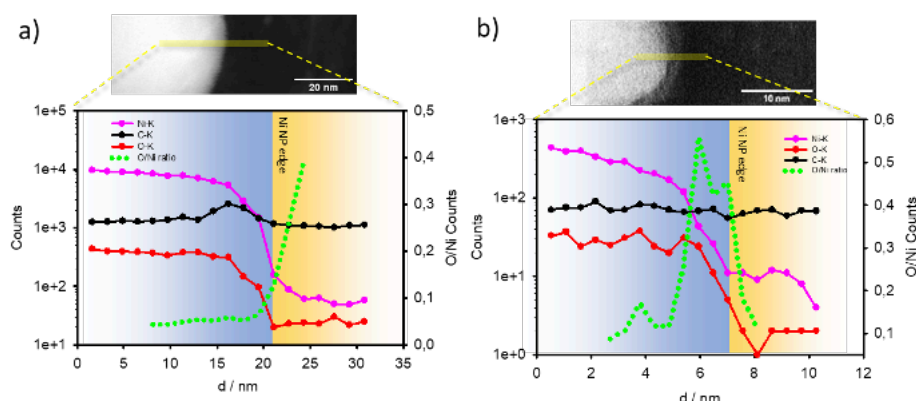 a)
20 nm
1e+5
1e+4
1e+3
1e+2
1e+1
Counts
Ni-K
C-K
O-K
O/Ni ratio
Ni NP edge
0,5
0,4
0,3
0,2
0,1
0,0
O/Ni Counts
0 5 10 15 20 25 30 35
d / nm
b)
10 nm
1e+3
1e+2
1e+1
1e+0
Counts
Ni-K
O-K
C-K
O/Ni ratio
Ni NP edge
0,6
0,5
0,4
0,3
0,2
0,1
O/Ni Counts
0 2 4 6 8 10 12
d / nm